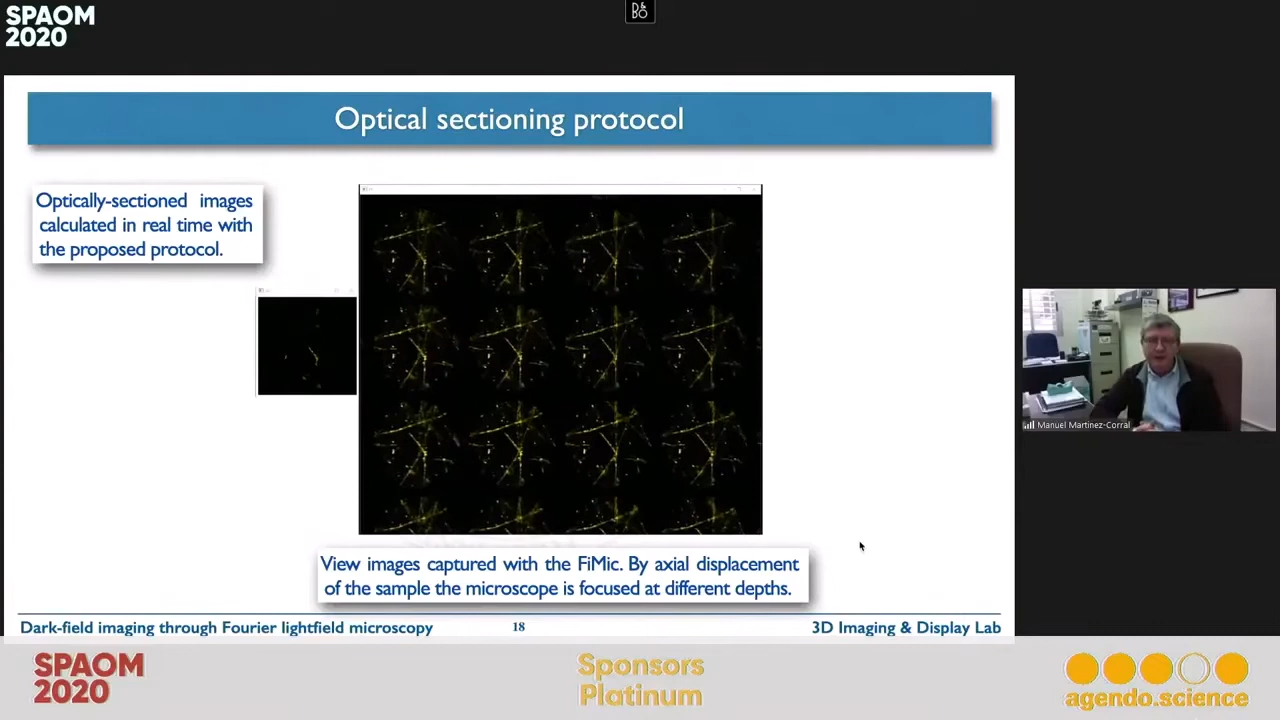 SPAOM
2020
B&O
Optical sectioning protocol
Optically-sectioned images
calculated in real time with
the proposed protocol.
View images captured with the FiMic. By axial displacement
of the sample the microscope is focused at different depths.
Dark-field imaging through Fourier lightfield microscopy
18
3D Imaging & Display Lab
Manuel Martinez-Corral
SPAOM
2020
Sponsors
Platinum
agendo.science